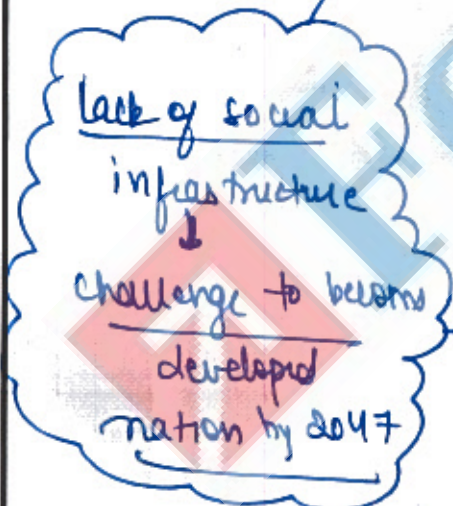 lack of social
infrastructure
↓
challenge to become
developed
nation by 2047